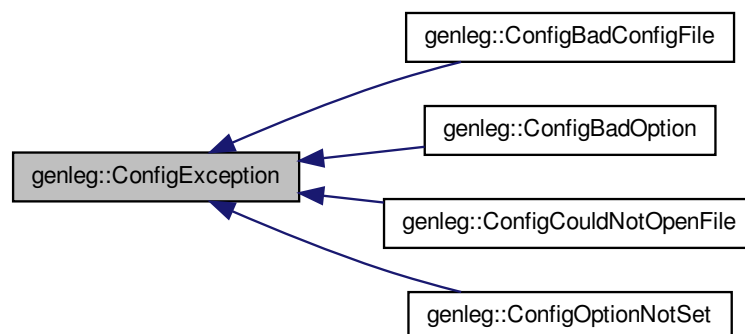 genleg::ConfigBadConfigFile
genleg::ConfigBadOption
genleg::ConfigException
genleg::ConfigCouldNotOpenFile
genleg::ConfigOptionNotSet